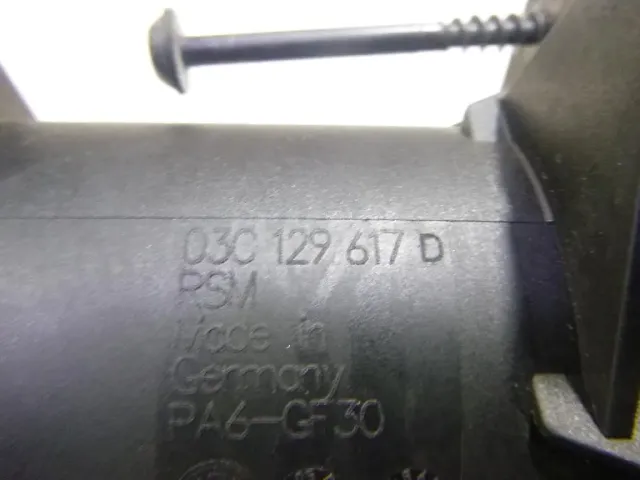 03C 129 617 D
RSM
Made in
Germany
PA6-GF30